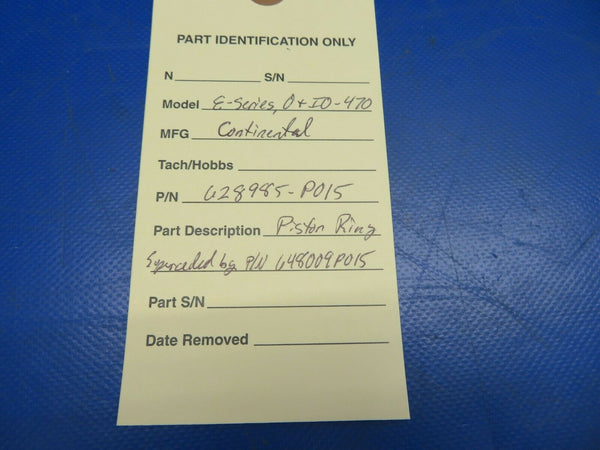 PART IDENTIFICATION ONLY
N S/N
Model E-Series, O + IO-470
MFG Continental
Tach/Hobbs
P/N 628985-P015
Part Description Piston Ring
Superceded by P/N 648009P015
Part S/N
Date Removed